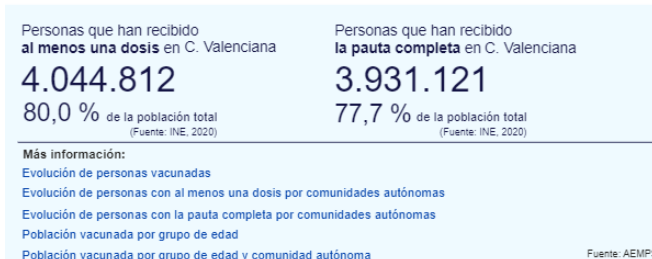 Personas que han recibido
al menos una dosis en C. Valenciana
4.044.812
80,0 % de la población total
(Fuente: INE, 2020)
Personas que han recibido
la pauta completa en C. Valenciana
3.931.121
77,7 % de la población total
(Fuente: INE, 2020)
Más información:
Evolución de personas vacunadas
Evolución de personas con al menos una dosis por comunidades autónomas
Evolución de personas con la pauta completa por comunidades autónomas
Población vacunada por grupo de edad
Población vacunada por grupo de edad y comunidad autónoma
Fuente: AEMP